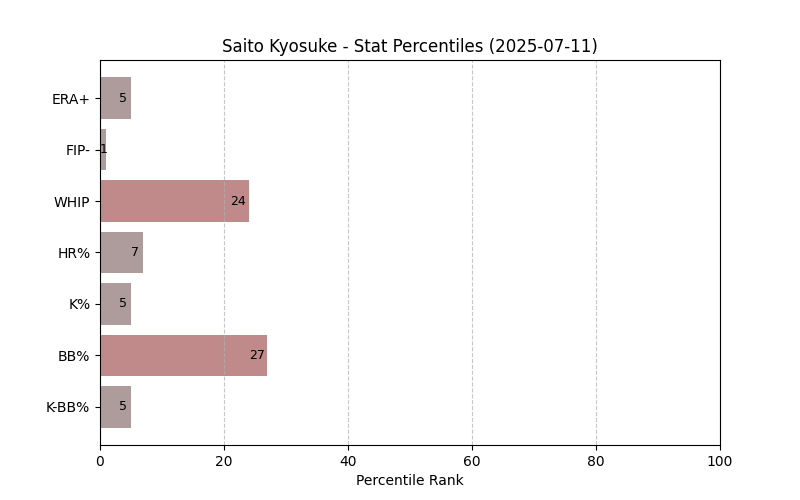 Saito Kyosuke - Stat Percentiles (2025-07-11)
ERA+ 5
FIP- 1
WHIP 24
HR% 7
K% 5
BB% 27
K-BB% 5
0 20 40 60 80 100
Percentile Rank